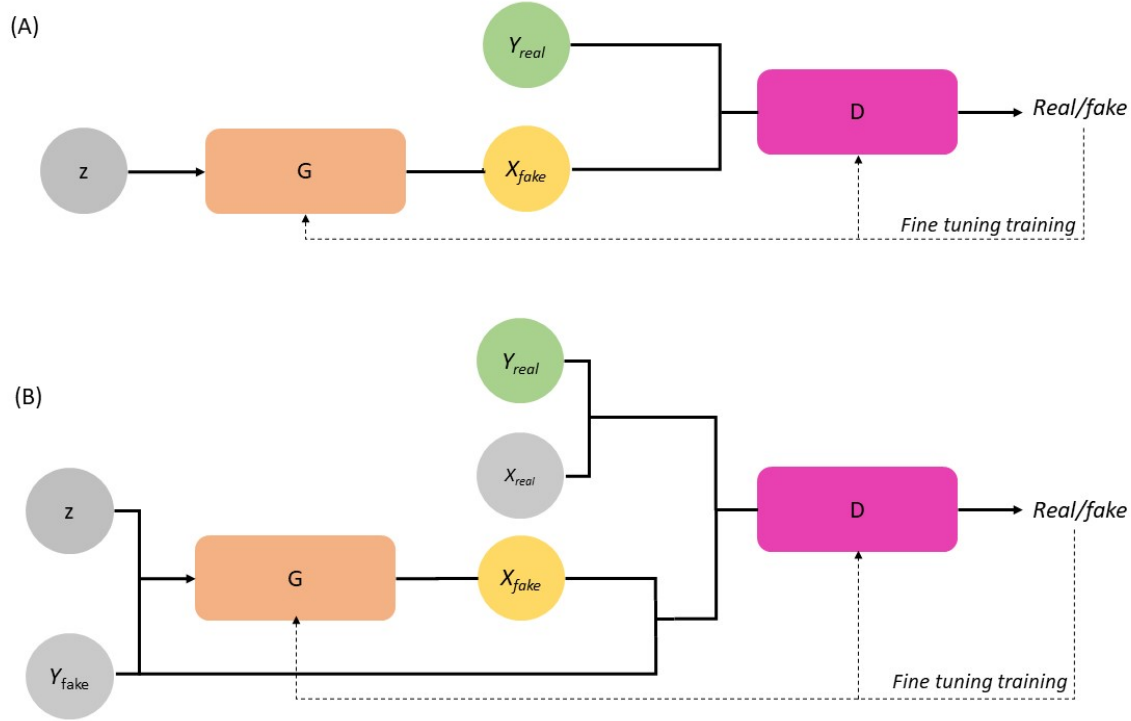 (A)
Y_real
D
Real/fake
z
G
X_fake
Fine tuning training
(B)
Y_real
X_real
z
D
Real/fake
G
X_fake
Y_fake
Fine tuning training